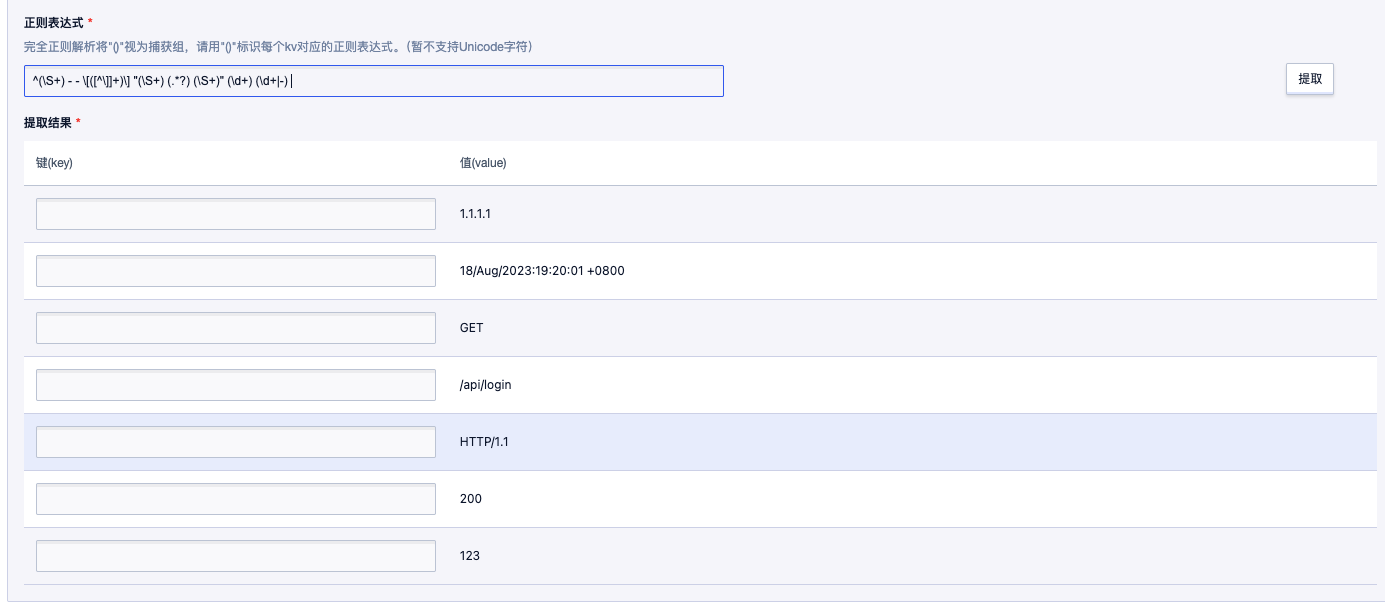 正则表达式 *
完全正则解析将"()"视为捕获组，请用"()"标识每个kv对应的正则表达式。（暂不支持Unicode字符）
^(\S+) - - \[([^\]]+)\] "(\S+) (.*?) (\S+)" (\d+) (\d+|-)
提取
提取结果 *
键(key) 值(value)
1.1.1.1
18/Aug/2023:19:20:01 +0800
GET
/api/login
HTTP/1.1
200
123